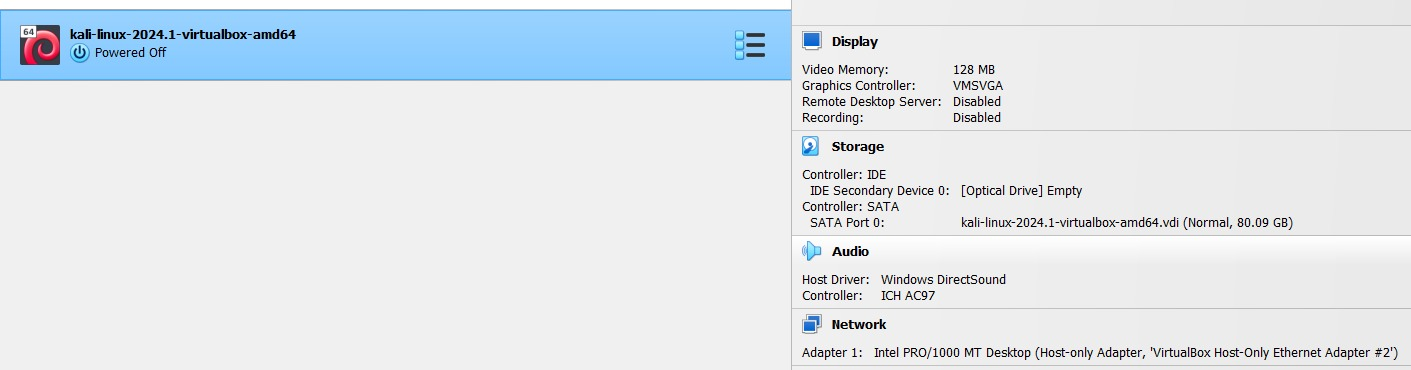 64
kali-linux-2024.1-virtualbox-amd64
Powered Off
Display
Video Memory: 128 MB
Graphics Controller: VMSVGA
Remote Desktop Server: Disabled
Recording: Disabled
Storage
Controller: IDE
IDE Secondary Device 0: [Optical Drive] Empty
Controller: SATA
SATA Port 0: kali-linux-2024.1-virtualbox-amd64.vdi (Normal, 80.09 GB)
Audio
Host Driver: Windows DirectSound
Controller: ICH AC97
Network
Adapter 1: Intel PRO/1000 MT Desktop (Host-only Adapter, 'VirtualBox Host-Only Ethernet Adapter #2')